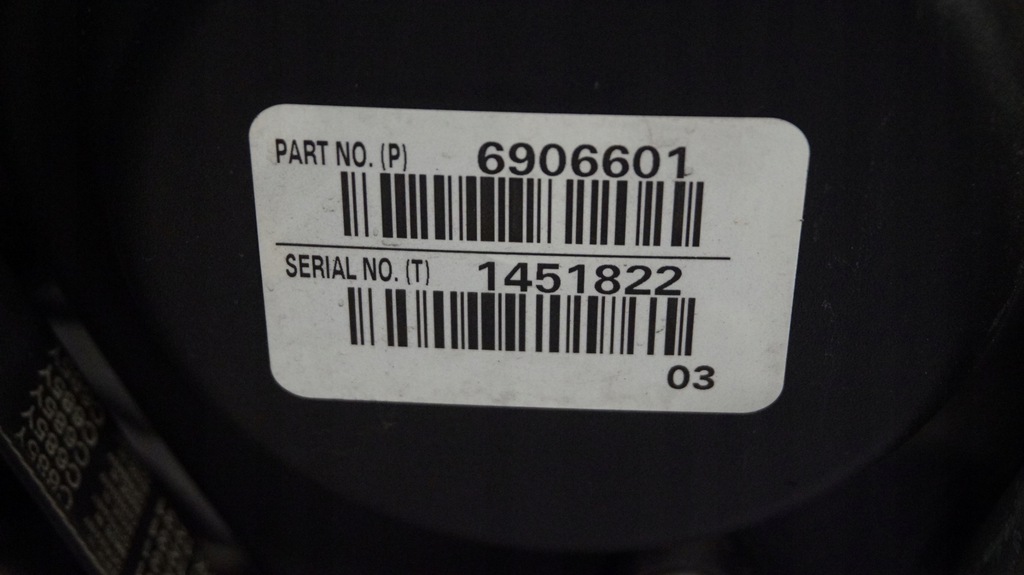 PART NO. (P) 6906601
SERIAL NO. (T) 1451822
03